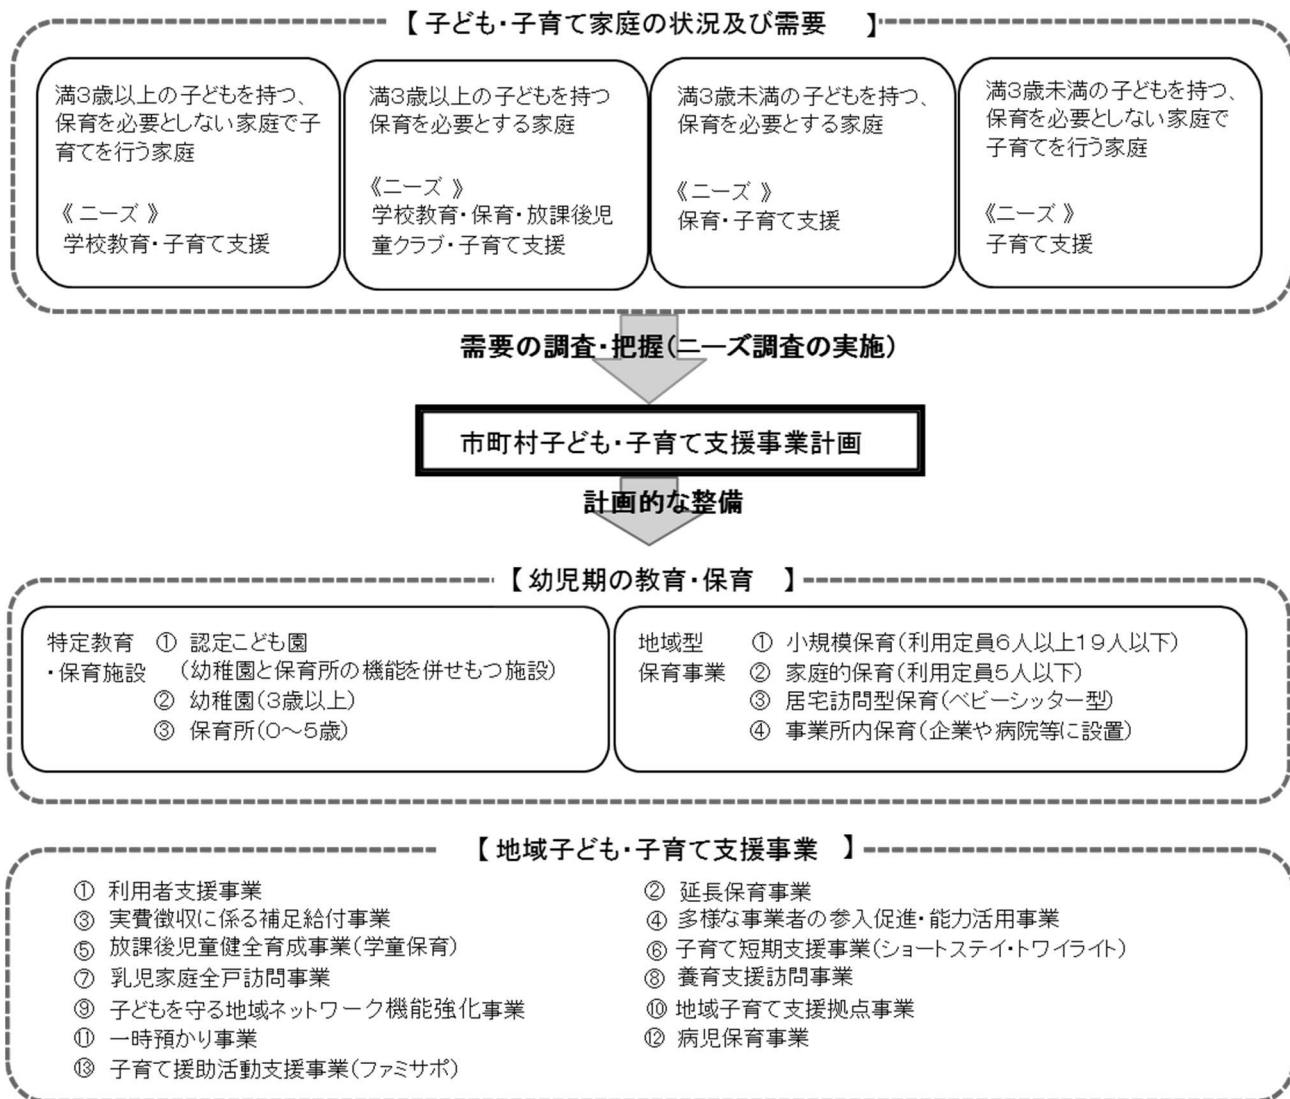 【 子ども・子育て家庭の状況及び需要 】
満３歳以上の子どもを持つ、
保育を必要としない家庭で子
育てを行う家庭
《 ニーズ 》
学校教育・子育て支援
満３歳以上の子どもを持つ
保育を必要とする家庭
《ニーズ 》
学校教育・保育・放課後児
童クラブ・子育て支援
満３歳未満の子どもを持つ、
保育を必要とする家庭
《ニーズ 》
保育・子育て支援
満３歳未満の子どもを持つ、
保育を必要としない家庭で
子育てを行う家庭
《ニーズ 》
子育て支援
需要の調査・把握（ニーズ調査の実施）
市町村子ども・子育て支援事業計画
計画的な整備
【 幼児期の教育・保育 】
特定教育 ① 認定こども園
・保育施設 （幼稚園と保育所の機能を併せもつ施設）
② 幼稚園（３歳以上）
③ 保育所（０～５歳）
地域型 ① 小規模保育（利用定員６人以上１９人以下）
保育事業 ② 家庭的保育（利用定員５人以下）
③ 居宅訪問型保育（ベビーシッター型）
④ 事業所内保育（企業や病院等に設置）
【 地域子ども・子育て支援事業 】
① 利用者支援事業 ② 延長保育事業
③ 実費徴収に係る補足給付事業 ④ 多様な事業者の参入促進・能力活用事業
⑤ 放課後児童健全育成事業（学童保育） ⑥ 子育て短期支援事業（ショートステイ・トワイライト）
⑦ 乳児家庭全戸訪問事業 ⑧ 養育支援訪問事業
⑨ 子どもを守る地域ネットワーク機能強化事業 ⑩ 地域子育て支援拠点事業
⑪ 一時預かり事業 ⑫ 病児保育事業
⑬ 子育て援助活動支援事業（ファミサポ）